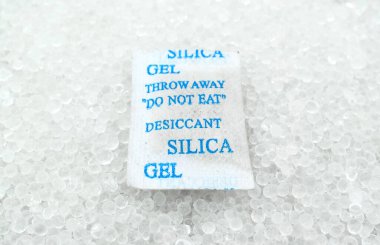 SILICA
GEL
THROW AWAY
"DO NOT EAT"
DESICCANT
SILICA
GEL